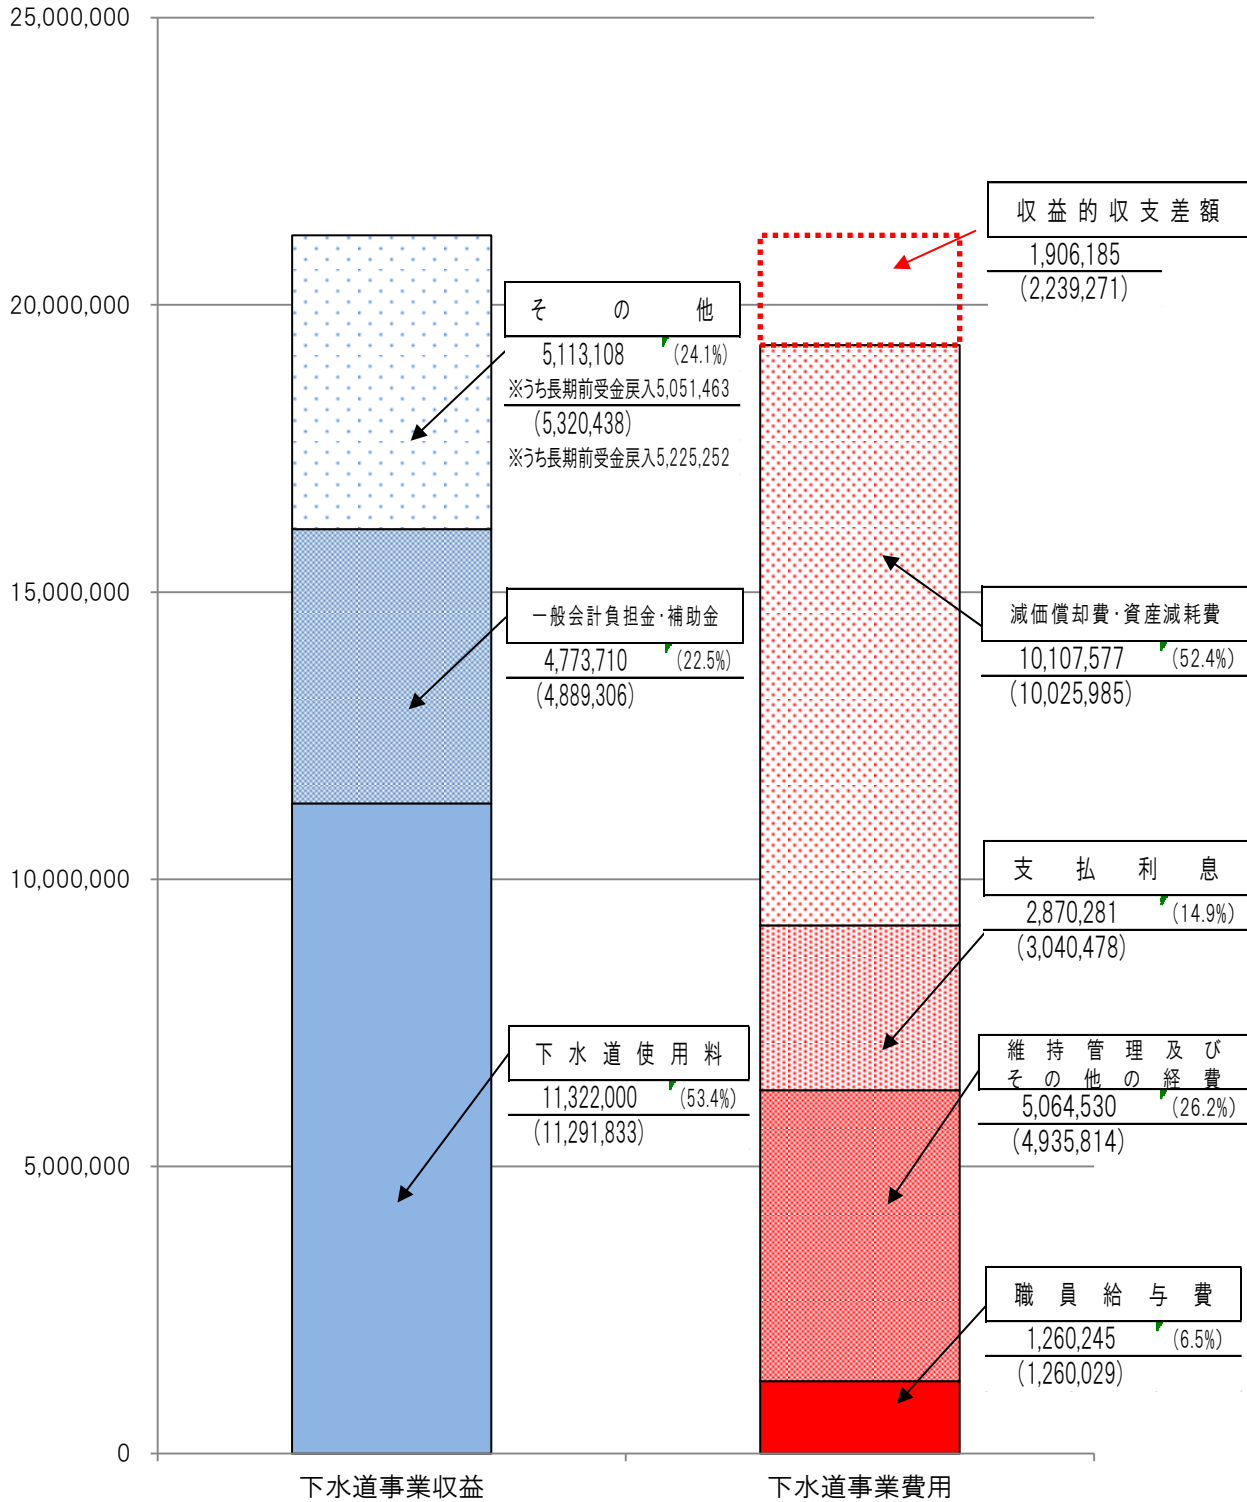 25,000,000
20,000,000
15,000,000
10,000,000
5,000,000
0
その他
5,113,108 (24.1%)
※うち長期前受金戻入5,051,463
(5,320,438)
※うち長期前受金戻入5,225,252
一般会計負担金・補助金
4,773,710 (22.5%)
(4,889,306)
下水道使用料
11,322,000 (53.4%)
(11,291,833)
収益的収支差額
1,906,185
(2,239,271)
減価償却費・資産減耗費
10,107,577 (52.4%)
(10,025,985)
支払利息
2,870,281 (14.9%)
(3,040,478)
維持管理及び
その他の経費
5,064,530 (26.2%)
(4,935,814)
職員給与費
1,260,245 (6.5%)
(1,260,029)
下水道事業収益
下水道事業費用